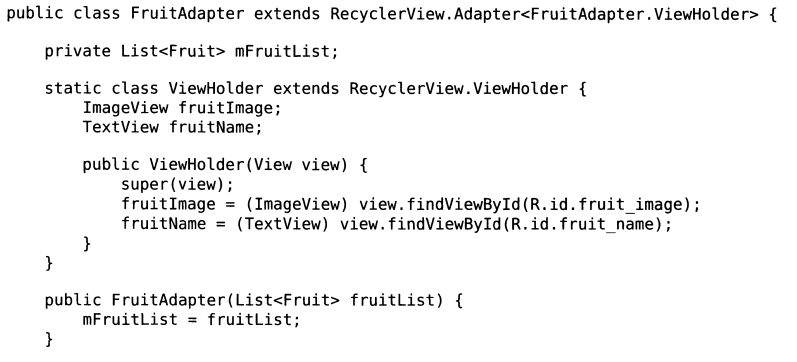 public class FruitAdapter extends RecyclerView.Adapter<FruitAdapter.ViewHolder> {
private List<Fruit> mFruitList;
static class ViewHolder extends RecyclerView.ViewHolder {
ImageView fruitImage;
TextView fruitName;
public ViewHolder(View view) {
super(view);
fruitImage = (ImageView) view.findViewById(R.id.fruit_image);
fruitName = (TextView) view.findViewById(R.id.fruit_name);
}
}
public FruitAdapter(List<Fruit> fruitList) {
mFruitList = fruitList;
}